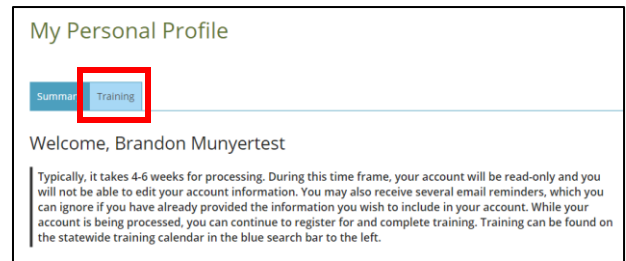 My Personal Profile
Summar Training
Welcome, Brandon Munyertest
Typically, it takes 4-6 weeks for processing. During this time frame, your account will be read-only and you
will not be able to edit your account information. You may also receive several email reminders, which you
can ignore if you have already provided the information you wish to include in your account. While your
account is being processed, you can continue to register for and complete training. Training can be found on
the statewide training calendar in the blue search bar to the left.